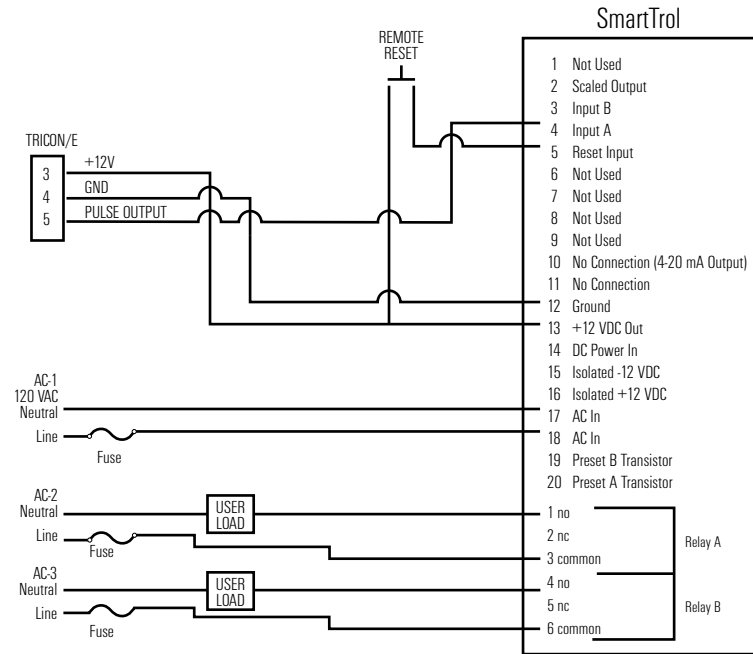 SmartTrol
REMOTE
RESET
1 Not Used
2 Scaled Output
3 Input B
4 Input A
5 Reset Input
6 Not Used
7 Not Used
8 Not Used
9 Not Used
10 No Connection (4-20 mA Output)
11 No Connection
12 Ground
13 +12 VDC Out
14 DC Power In
15 Isolated -12 VDC
16 Isolated +12 VDC
17 AC In
18 AC In
19 Preset B Transistor
20 Preset A Transistor
TRICON/E
3 +12V
4 GND
5 PULSE OUTPUT
AC-1
120 VAC
Neutral
Line
Fuse
AC-2
Neutral
USER
LOAD
Line
Fuse
AC-3
Neutral
USER
LOAD
Line
Fuse
1 no
2 nc
3 common
Relay A
4 no
5 nc
6 common
Relay B